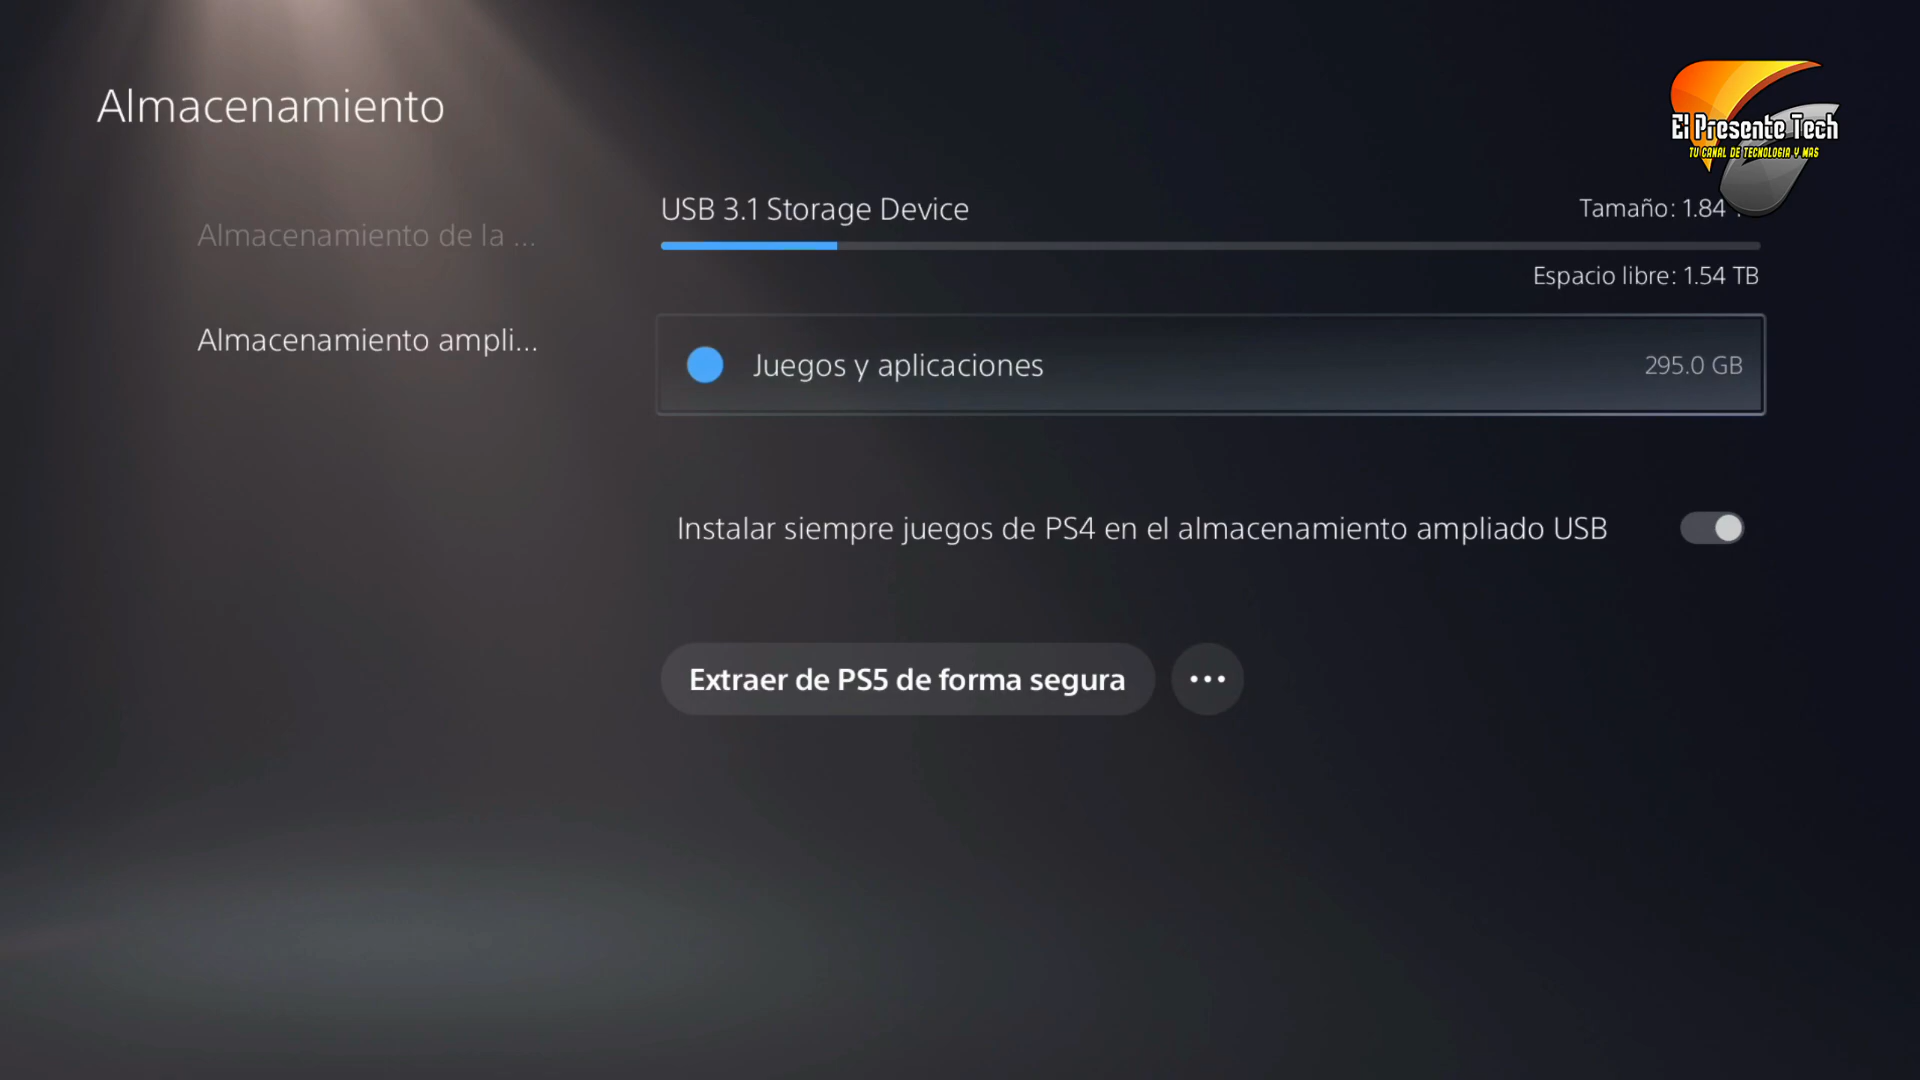 Almacenamiento
El Presente Tech
TU CANAL DE TECNOLOGIA Y MAS
Almacenamiento de la ...
Almacenamiento ampli...
USB 3.1 Storage Device
Tamaño: 1.84
Espacio libre: 1.54 TB
Juegos y aplicaciones
295.0 GB
Instalar siempre juegos de PS4 en el almacenamiento ampliado USB
Extraer de PS5 de forma segura
...